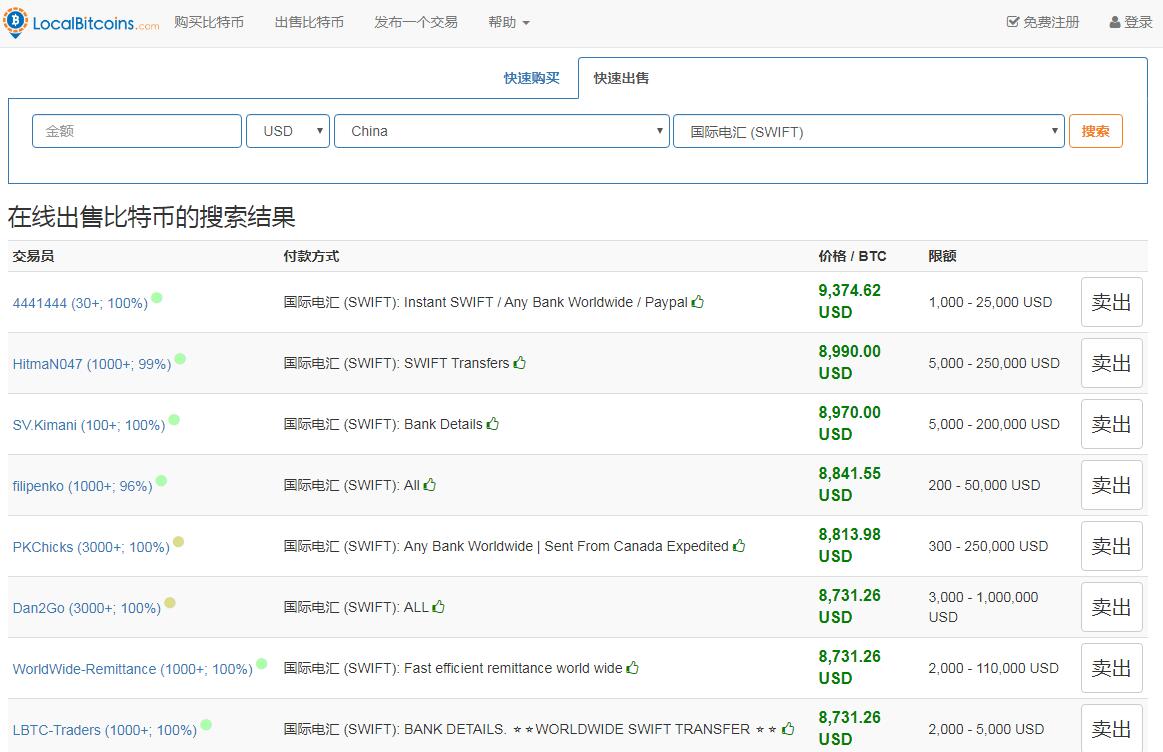 LocalBitcoins.com 购买比特币 出售比特币 发布一个交易 帮助 免费注册 登录
快速购买 快速出售
金额 USD China 国际电汇 (SWIFT) 搜索
在线出售比特币的搜索结果
交易员 付款方式 价格 / BTC 限额
4441444 (30+; 100%) 国际电汇 (SWIFT): Instant SWIFT / Any Bank Worldwide / Paypal 9,374.62 USD 1,000 - 25,000 USD 卖出
HitmaN047 (1000+; 99%) 国际电汇 (SWIFT): SWIFT Transfers 8,990.00 USD 5,000 - 250,000 USD 卖出
SV.Kimani (100+; 100%) 国际电汇 (SWIFT): Bank Details 8,970.00 USD 5,000 - 200,000 USD 卖出
filipenko (1000+; 96%) 国际电汇 (SWIFT): All 8,841.55 USD 200 - 50,000 USD 卖出
PKChicks (3000+; 100%) 国际电汇 (SWIFT): Any Bank Worldwide | Sent From Canada Expedited 8,813.98 USD 300 - 250,000 USD 卖出
Dan2Go (3000+; 100%) 国际电汇 (SWIFT): ALL 8,731.26 USD 3,000 - 1,000,000 USD 卖出
WorldWide-Remittance (1000+; 100%) 国际电汇 (SWIFT): Fast efficient remittance world wide 8,731.26 USD 2,000 - 110,000 USD 卖出
LBTC-Traders (1000+; 100%) 国际电汇 (SWIFT): BANK DETAILS. ⭐⭐WORLDWIDE SWIFT TRANSFER ⭐⭐ 8,731.26 USD 2,000 - 5,000 USD 卖出